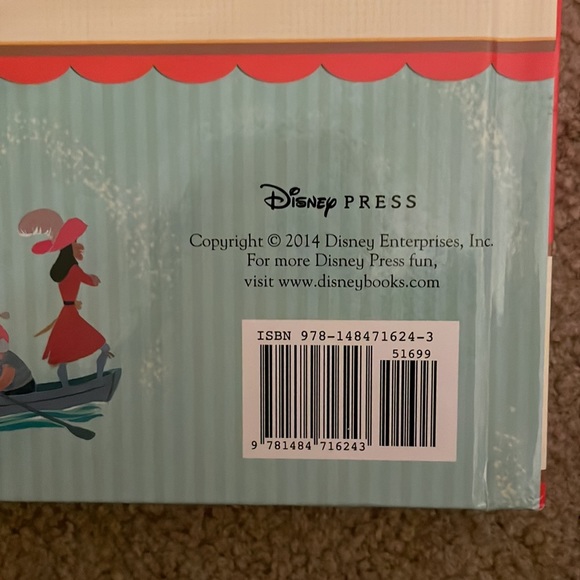 Disney PRESS
Copyright © 2014 Disney Enterprises, Inc.
For more Disney Press fun,
visit www.disneybooks.com
ISBN 978-148471624-3
51699
9 781484 716243